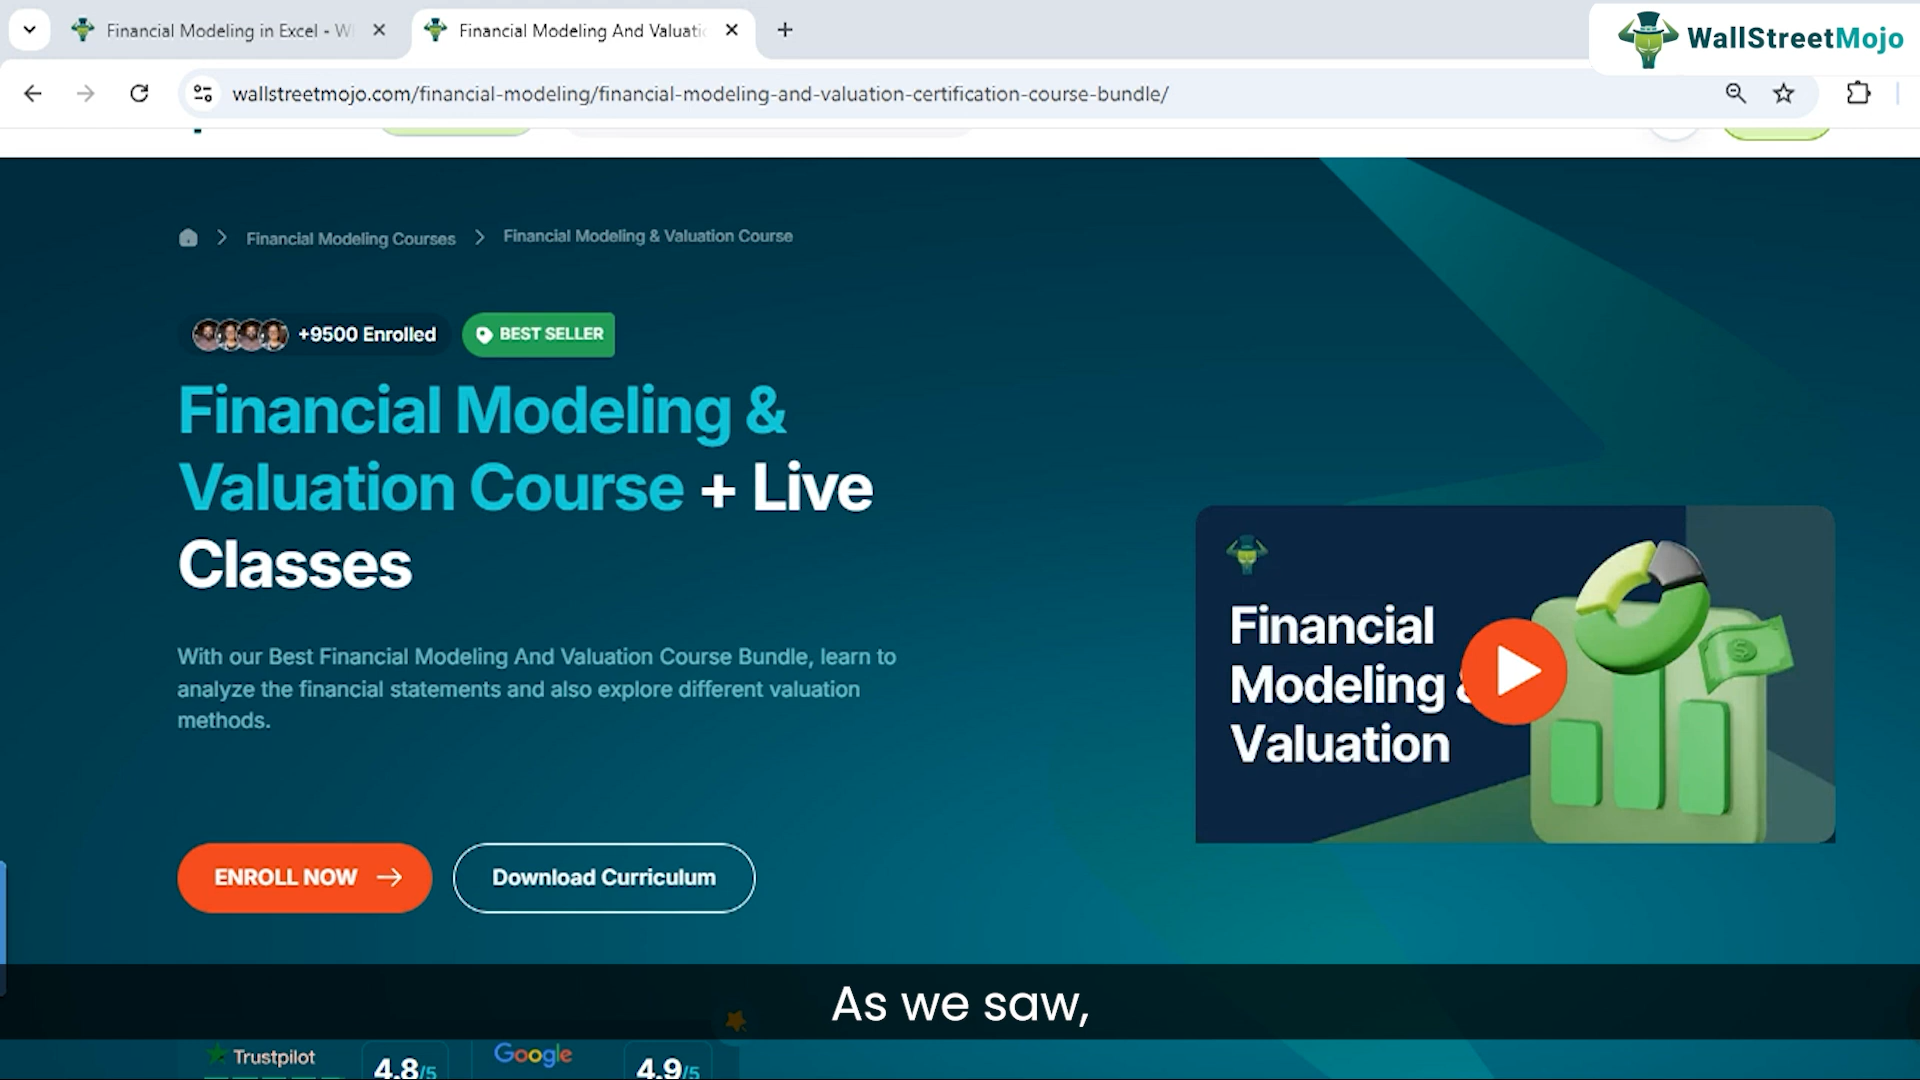 Financial Modeling in Excel - W
Financial Modeling And Valuati
WallStreetMojo
wallstreetmojo.com/financial-modeling/financial-modeling-and-valuation-certification-course-bundle/
Financial Modeling Courses
Financial Modeling & Valuation Course
+9500 Enrolled
BEST SELLER
Financial Modeling &
Valuation Course + Live
Classes
With our Best Financial Modeling And Valuation Course Bundle, learn to
analyze the financial statements and also explore different valuation
methods.
Financial
Modeling &
Valuation
ENROLL NOW
Download Curriculum
As we saw,
Trustpilot
4.8/5
Google
4.9/5